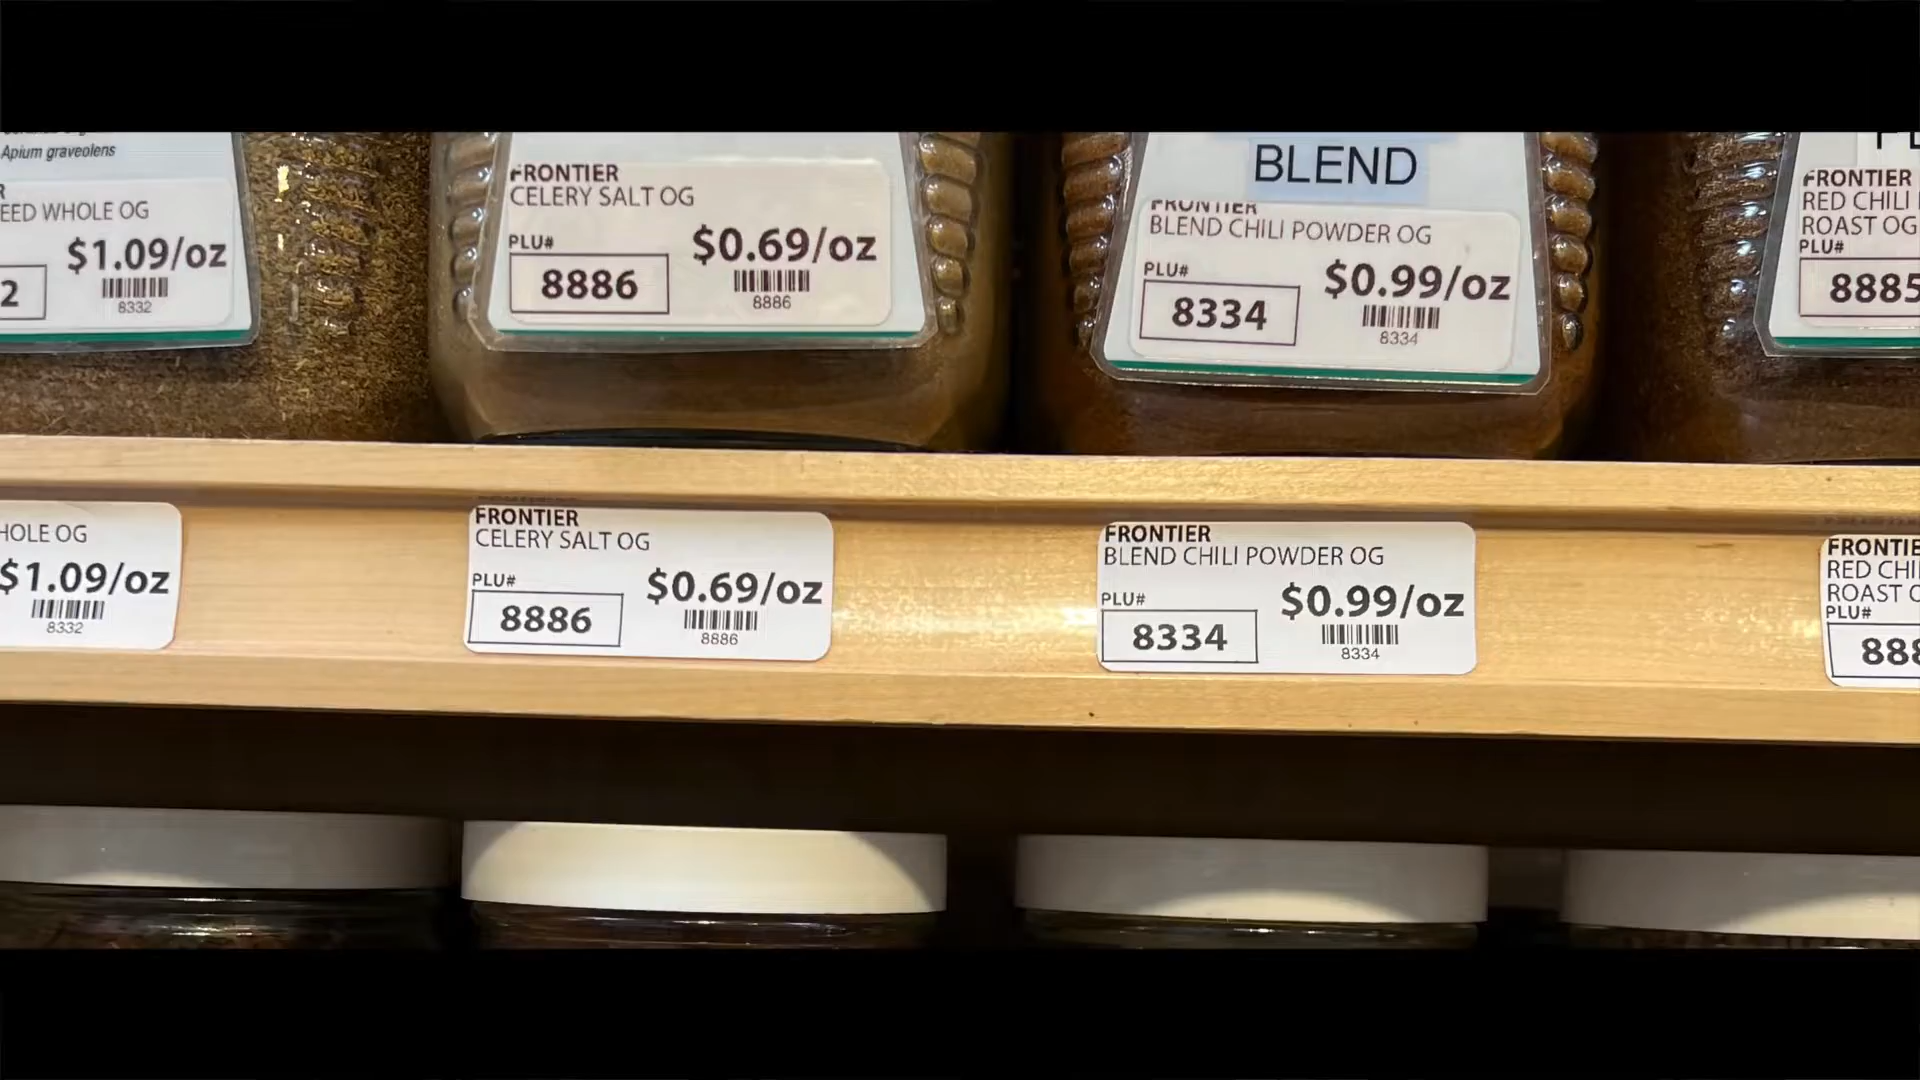 Apium graveolens
EED WHOLE OG
$1.09/oz
2
8332
FRONTIER
CELERY SALT OG
PLU#
$0.69/oz
8886
8886
BLEND
FRONTIER
BLEND CHILI POWDER OG
PLU#
$0.99/oz
8334
8334
FRONTIER
RED CHILI
ROAST OG
PLU#
8885
HOLE OG
$1.09/oz
8332
FRONTIER
CELERY SALT OG
PLU#
$0.69/oz
8886
8886
FRONTIER
BLEND CHILI POWDER OG
PLU#
$0.99/oz
8334
8334
FRONTIE
RED CHI
ROAST
PLU#
888